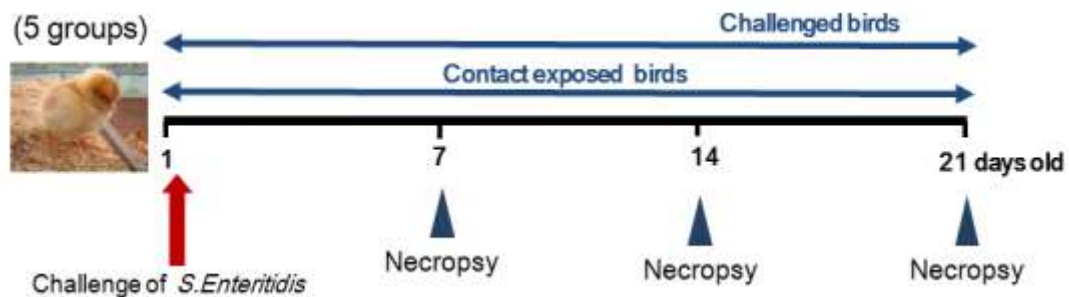 (5 groups)
Challenged birds
Contact exposed birds
1
7
14
21 days old
Necropsy
Necropsy
Necropsy
Challenge of S.Enteritidis